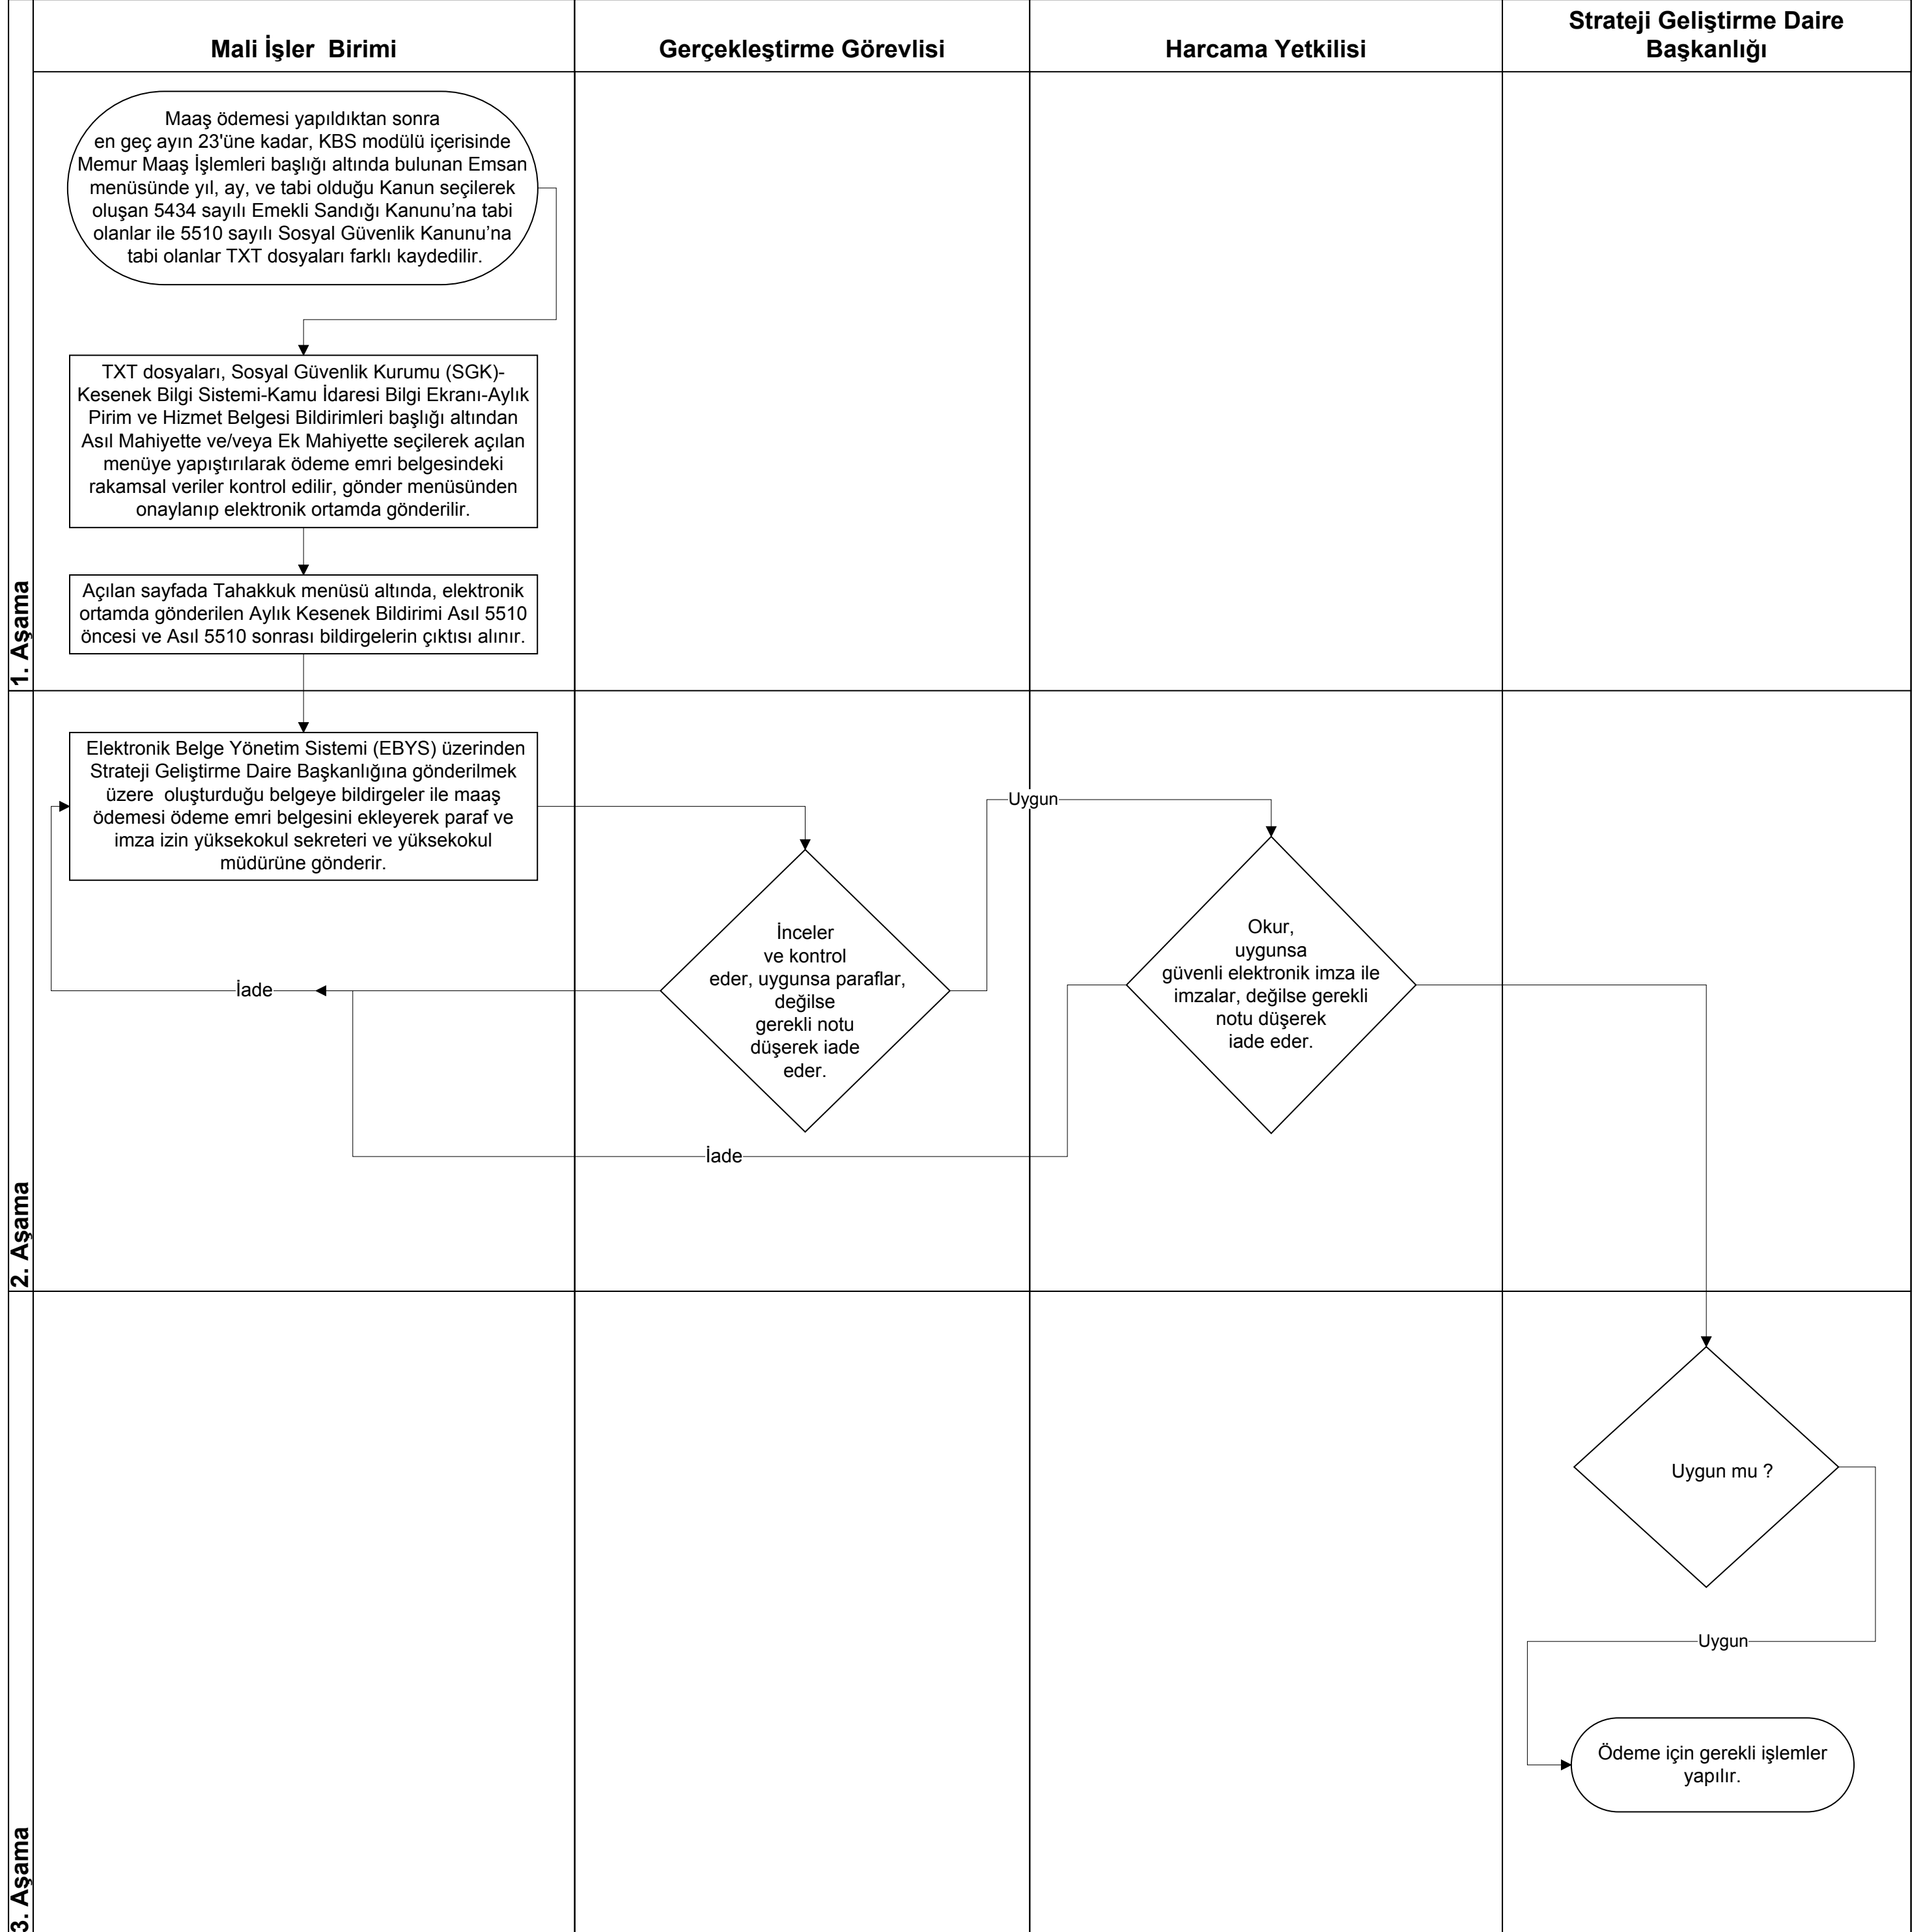 Mali İşler  Birimi
Gerçekleştirme Görevlisi
Harcama Yetkilisi
Strateji Geliştirme Daire
Başkanlığı
1. Aşama
Maaş ödemesi yapıldıktan sonra
en geç ayın 23'üne kadar, KBS modülü içerisinde
Memur Maaş İşlemleri başlığı altında bulunan Emsan
menüsünde yıl, ay, ve tabi olduğu Kanun seçilerek
oluşan 5434 sayılı Emekli Sandığı Kanunu’na tabi
olanlar ile 5510 sayılı Sosyal Güvenlik Kanunu’na
tabi olanlar TXT dosyaları farklı kaydedilir.
TXT dosyaları, Sosyal Güvenlik Kurumu (SGK)-
Kesenek Bilgi Sistemi-Kamu İdaresi Bilgi Ekranı-Aylık
Pirim ve Hizmet Belgesi Bildirimleri başlığı altından
Asıl Mahiyette ve/veya Ek Mahiyette seçilerek açılan
menüye yapıştırılarak ödeme emri belgesindeki
rakamsal veriler kontrol edilir, gönder menüsünden
onaylanıp elektronik ortamda gönderilir.
Açılan sayfada Tahakkuk menüsü altında, elektronik
ortamda gönderilen Aylık Kesenek Bildirimi Asıl 5510
öncesi ve Asıl 5510 sonrası bildirgelerin çıktısı alınır.
2. Aşama
Elektronik Belge Yönetim Sistemi (EBYS) üzerinden
Strateji Geliştirme Daire Başkanlığına gönderilmek
üzere  oluşturduğu belgeye bildirgeler ile maaş
ödemesi ödeme emri belgesini ekleyerek paraf ve
imza izin yüksekokul sekreteri ve yüksekokul
müdürüne gönderir.
Uygun
İnceler
ve kontrol
eder, uygunsa paraflar,
değilse
gerekli notu
düşerek iade
eder.
Okur,
uygunsa
güvenli elektronik imza ile
imzalar, değilse gerekli
notu düşerek
iade eder.
İade
İade
3. Aşama
Uygun mu ?
Uygun
Ödeme için gerekli işlemler
yapılır.